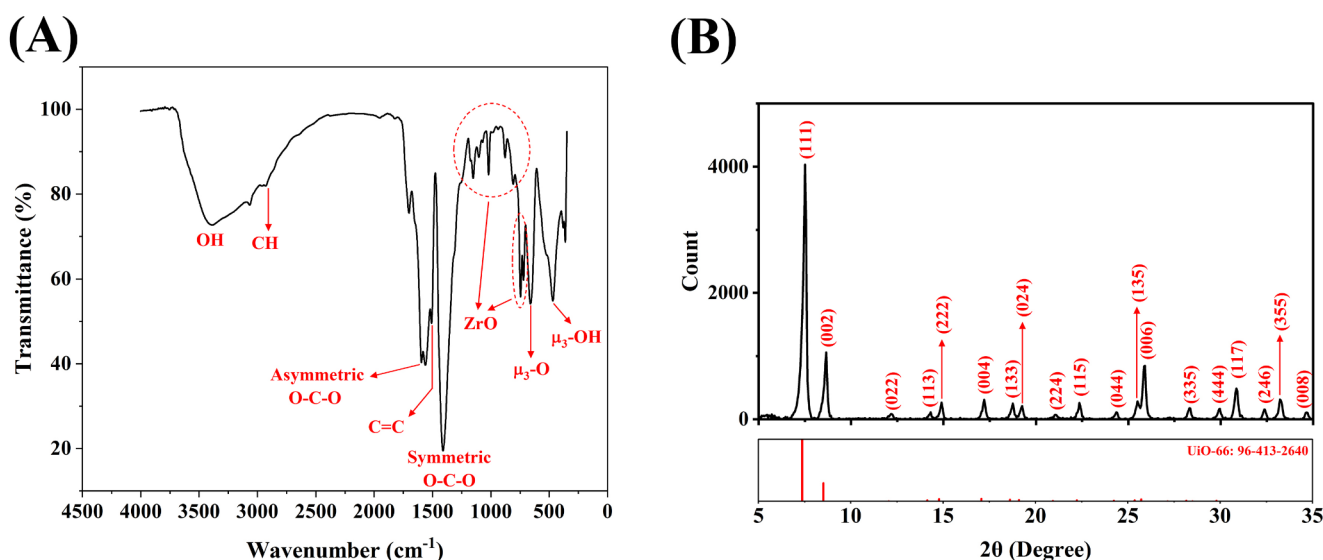 (A)
Transmittance (%)
100
80
60
40
20
OH
CH
ZrO
μ₃-OH
μ₃-O
Asymmetric
O-C-O
C=C
Symmetric
O-C-O
4500 4000 3500 3000 2500 2000 1500 1000 500 0
Wavenumber (cm⁻¹)
(B)
Count
4000
2000
0
(111)
(002)
(022)
(113)
(222)
(004)
(133)
(024)
(224)
(115)
(044)
(135)
(006)
(335)
(444)
(117)
(246)
(355)
(008)
UiO-66: 96-413-2640
5 10 15 20 25 30 35
2θ (Degree)